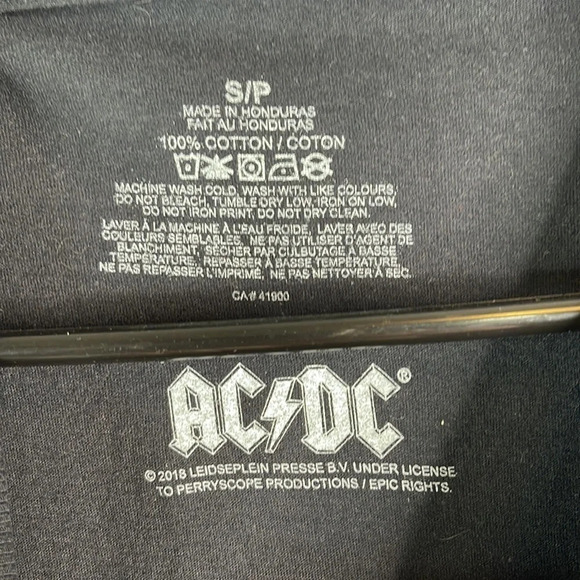 S/P
MADE IN HONDURAS
FAIT AU HONDURAS
100% COTTON / COTON
MACHINE WASH COLD, WASH WITH LIKE COLOURS,
DO NOT BLEACH, TUMBLE DRY LOW, IRON ON LOW,
DO NOT IRON PRINT, DO NOT DRY CLEAN.
LAVER À LA MACHINE À L'EAU FROIDE, LAVER AVEC DES
COULEURS SEMBLABLES, NE PAS UTILISER D'AGENT DE
BLANCHIMENT, SÉCHER PAR CULBUTAGE À BASSE
TEMPÉRATURE, REPASSER À BASSE TEMPÉRATURE
NE PAS REPASSER L'IMPRIMÉ, NE PAS NETTOYER À SEC.
CA# 41900
AC⚡DC®
© 2018 LEIDSEPLEIN PRESSE B.V. UNDER LICENSE
TO PERRYSCOPE PRODUCTIONS / EPIC RIGHTS.